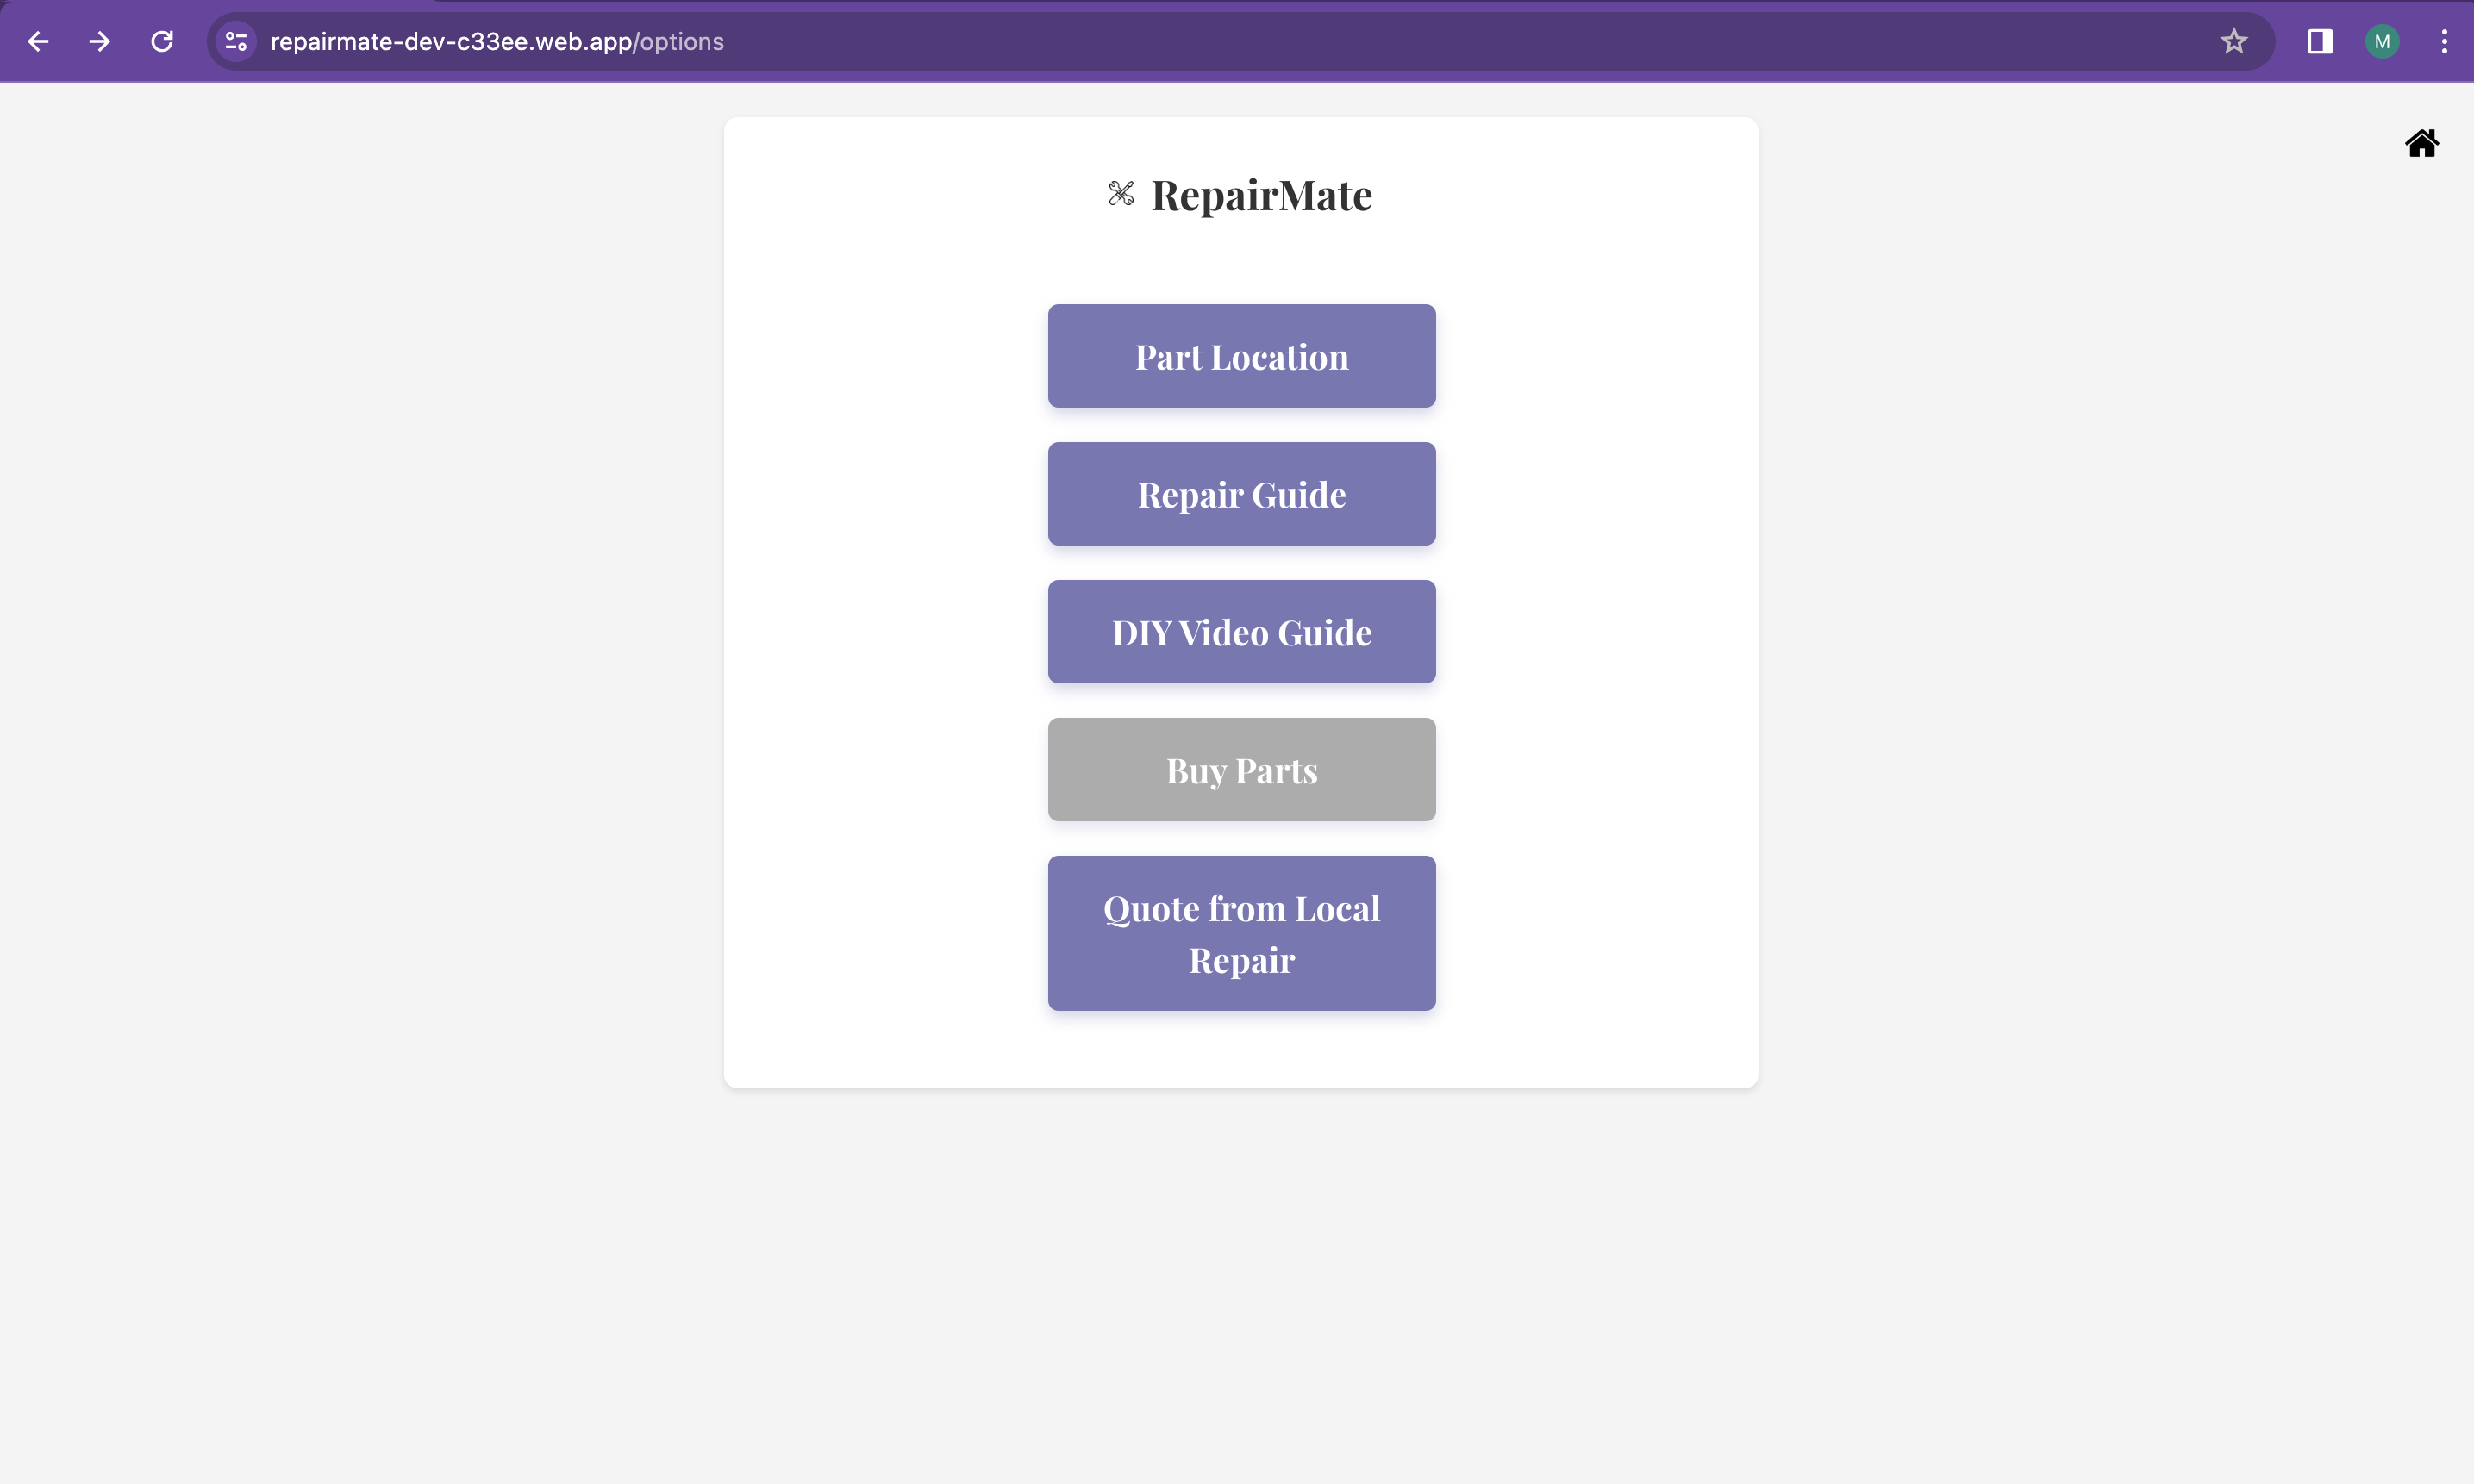 repairmate-dev-c33ee.web.app/options
M
RepairMate
Part Location
Repair Guide
DIY Video Guide
Buy Parts
Quote from Local
Repair